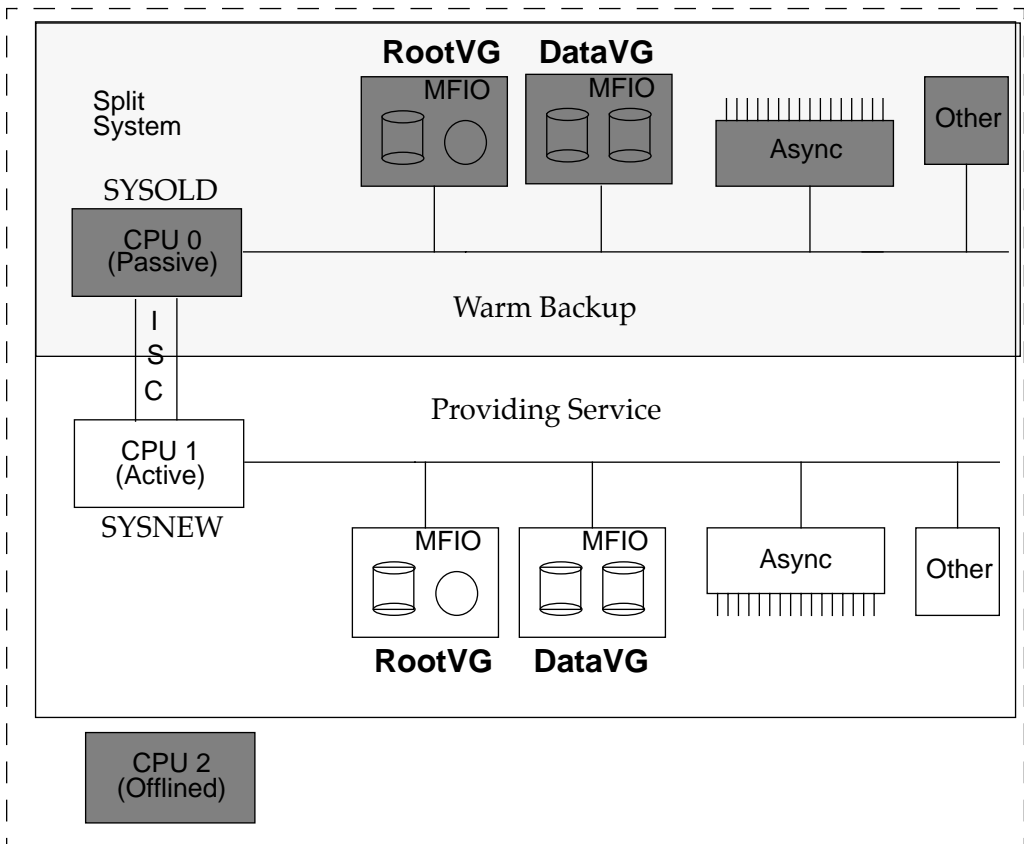 RootVG DataVG
MFIO MFIO
Split
System
Other
Async
SYSOLD
CPU 0
(Passive)
Warm Backup
I
S
C
Providing Service
CPU 1
(Active)
SYSNEW
MFIO MFIO
Async
Other
RootVG DataVG
CPU 2
(Offlined)